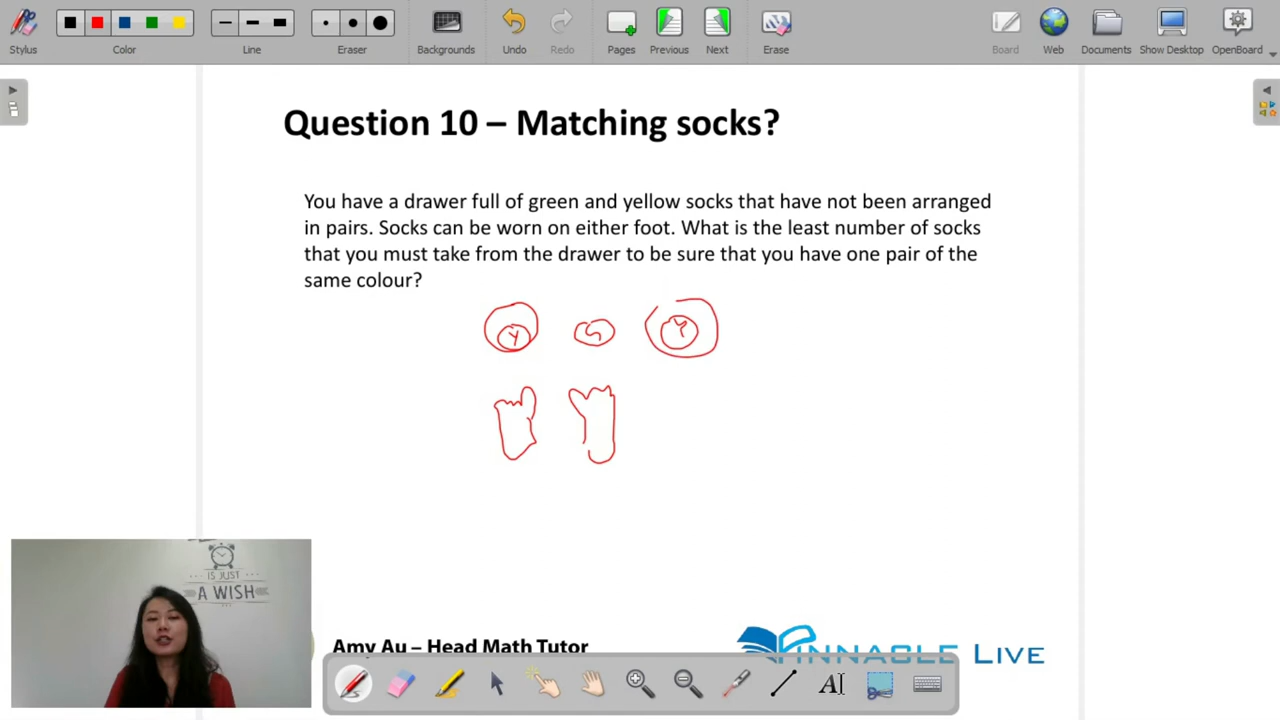 Stylus
Color
Line
Eraser
Backgrounds
Undo
Redo
Pages
Previous
Next
Erase
Board
Web
Documents
Show Desktop
OpenBoard
Question 10 – Matching socks?
You have a drawer full of green and yellow socks that have not been arranged
in pairs. Socks can be worn on either foot. What is the least number of socks
that you must take from the drawer to be sure that you have one pair of the
same colour?
Y G Y
IS JUST
A WISH
Amy Au – Head Math Tutor
PINNACLE LIVE
AI